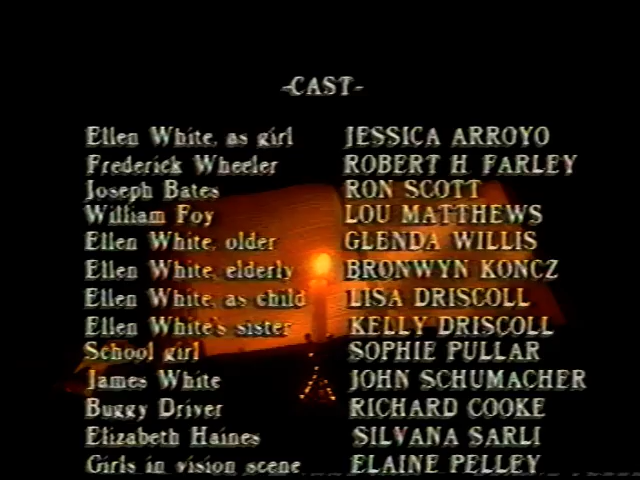 -CAST-
Ellen White, as girl JESSICA ARROYO
Frederick Wheeler ROBERT H FARLEY
Joseph Bates RON SCOTT
William Foy LOU MATTHEWS
Ellen White, older GLENDA WILLIS
Ellen White, elderly BRONWYN KONCZ
Ellen White, as child LISA DRISCOLL
Ellen White's sister KELLY DRISCOLL
School girl SOPHIE PULLAR
James White JOHN SCHUMACHER
Buggy Driver RICHARD COOKE
Elizabeth Haines SILVANA SARLI
Girls in vision scene ELAINE PELLEY